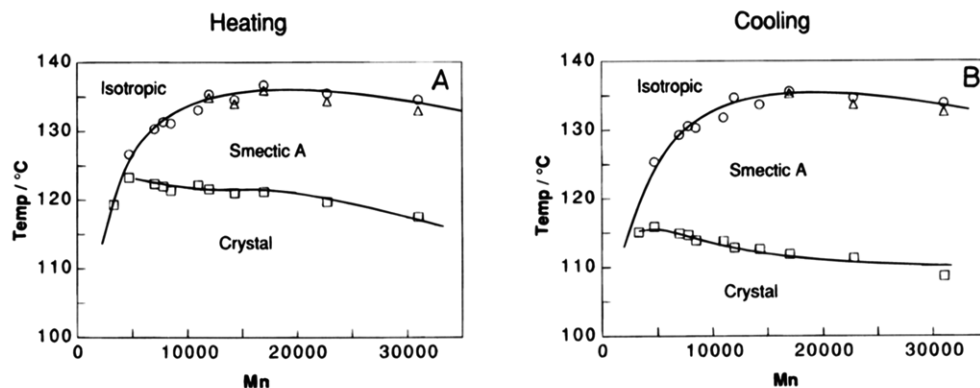 Heating
A
140
130
120
110
100
Temp / °C
Isotropic
Smectic A
Crystal
0
10000
20000
30000
Mn
Cooling
B
140
130
120
110
100
Temp / °C
Isotropic
Smectic A
Crystal
0
10000
20000
30000
Mn